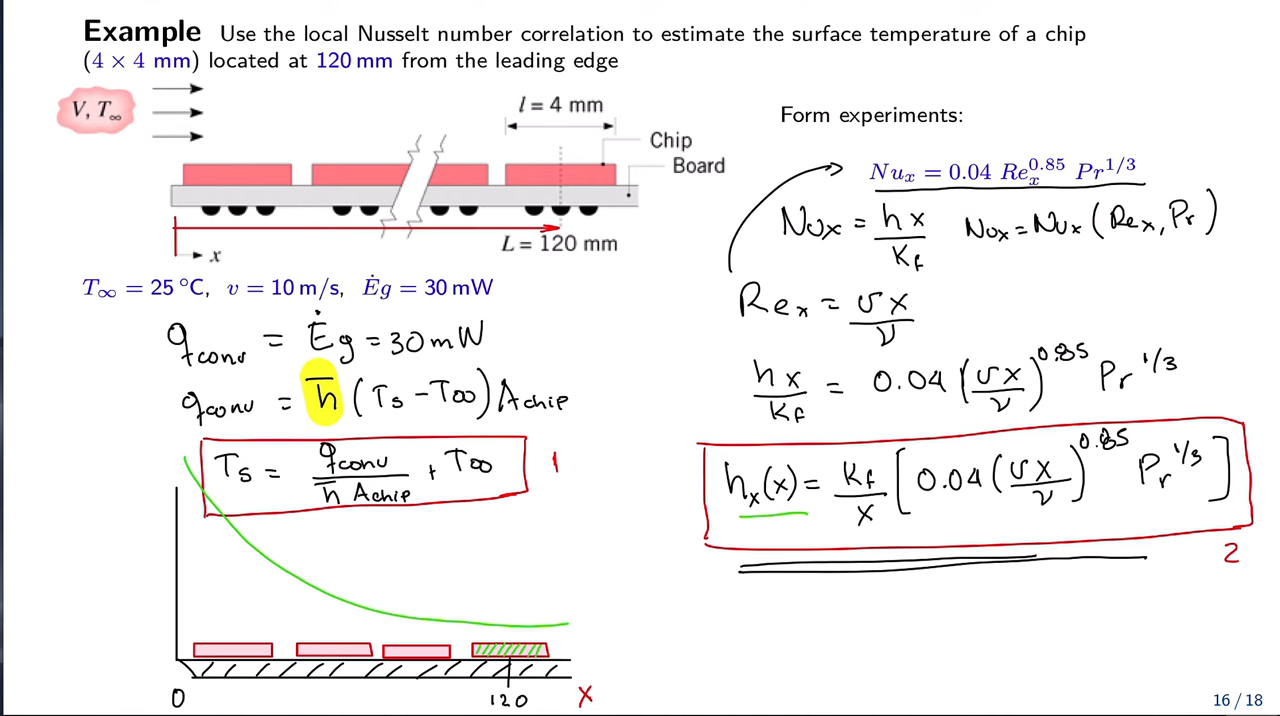 Example Use the local Nusselt number correlation to estimate the surface temperature of a chip
(4 × 4 mm) located at 120 mm from the leading edge
V, T∞
l = 4 mm
Chip
Board
L = 120 mm
x
T∞ = 25 °C, v = 10 m/s, Ėg = 30 mW
qconv = Ėg = 30 mW
qconv = h̅ (Ts − T∞) Achip
Ts = qconv / (h̅ Achip) + T∞ 1
0 120 x
Form experiments:
Nuₓ = 0.04 Reₓ^0.85 Pr^1/3
Nux = hx / Kf Nux = Nux (Rex, Pr)
Rex = υx / ν
hx / Kf = 0.04 (υx / ν)^0.85 Pr^1/3
hx(x) = Kf / x [0.04 (υx / ν)^0.85 Pr^1/3]
2
16 / 18